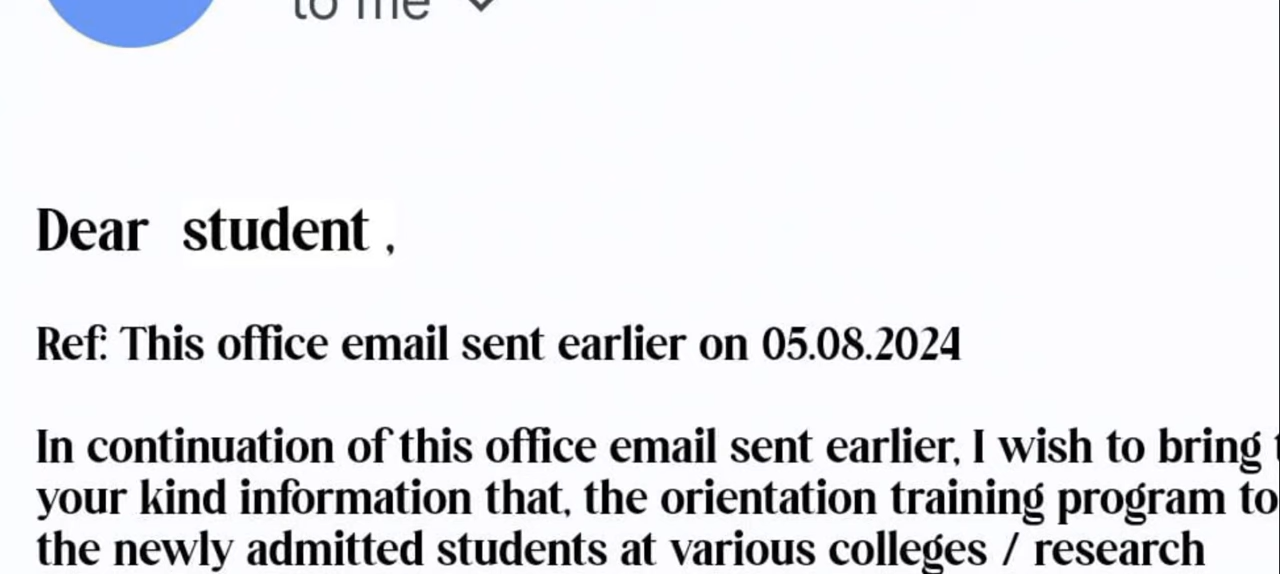 to me
Dear student ,
Ref: This office email sent earlier on 05.08.2024
In continuation of this office email sent earlier, I wish to bring
your kind information that, the orientation training program to
the newly admitted students at various colleges / research